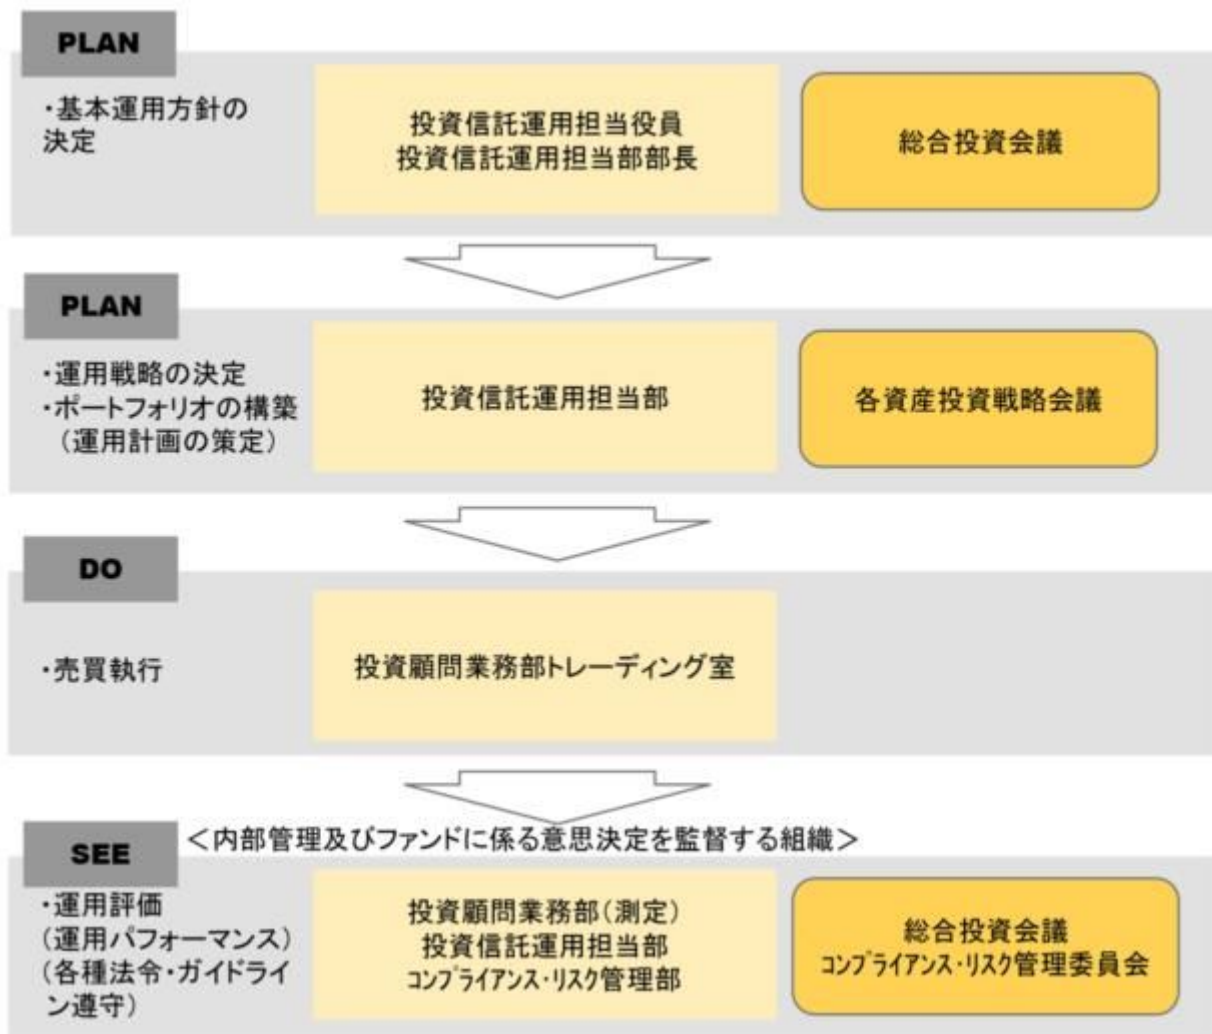 PLAN
・基本運用方針の
決定
投資信託運用担当役員
投資信託運用担当部部長
総合投資会議
PLAN
・運用戦略の決定
・ポートフォリオの構築
(運用計画の策定)
投資信託運用担当部
各資産投資戦略会議
DO
・売買執行
投資顧問業務部トレーディング室
<内部管理及びファンドに係る意思決定を監督する組織>
SEE
・運用評価
(運用パフォーマンス)
(各種法令・ガイドライ
ン遵守)
投資顧問業務部(測定)
投資信託運用担当部
コンプライアンス・リスク管理部
総合投資会議
コンプライアンス・リスク管理委員会